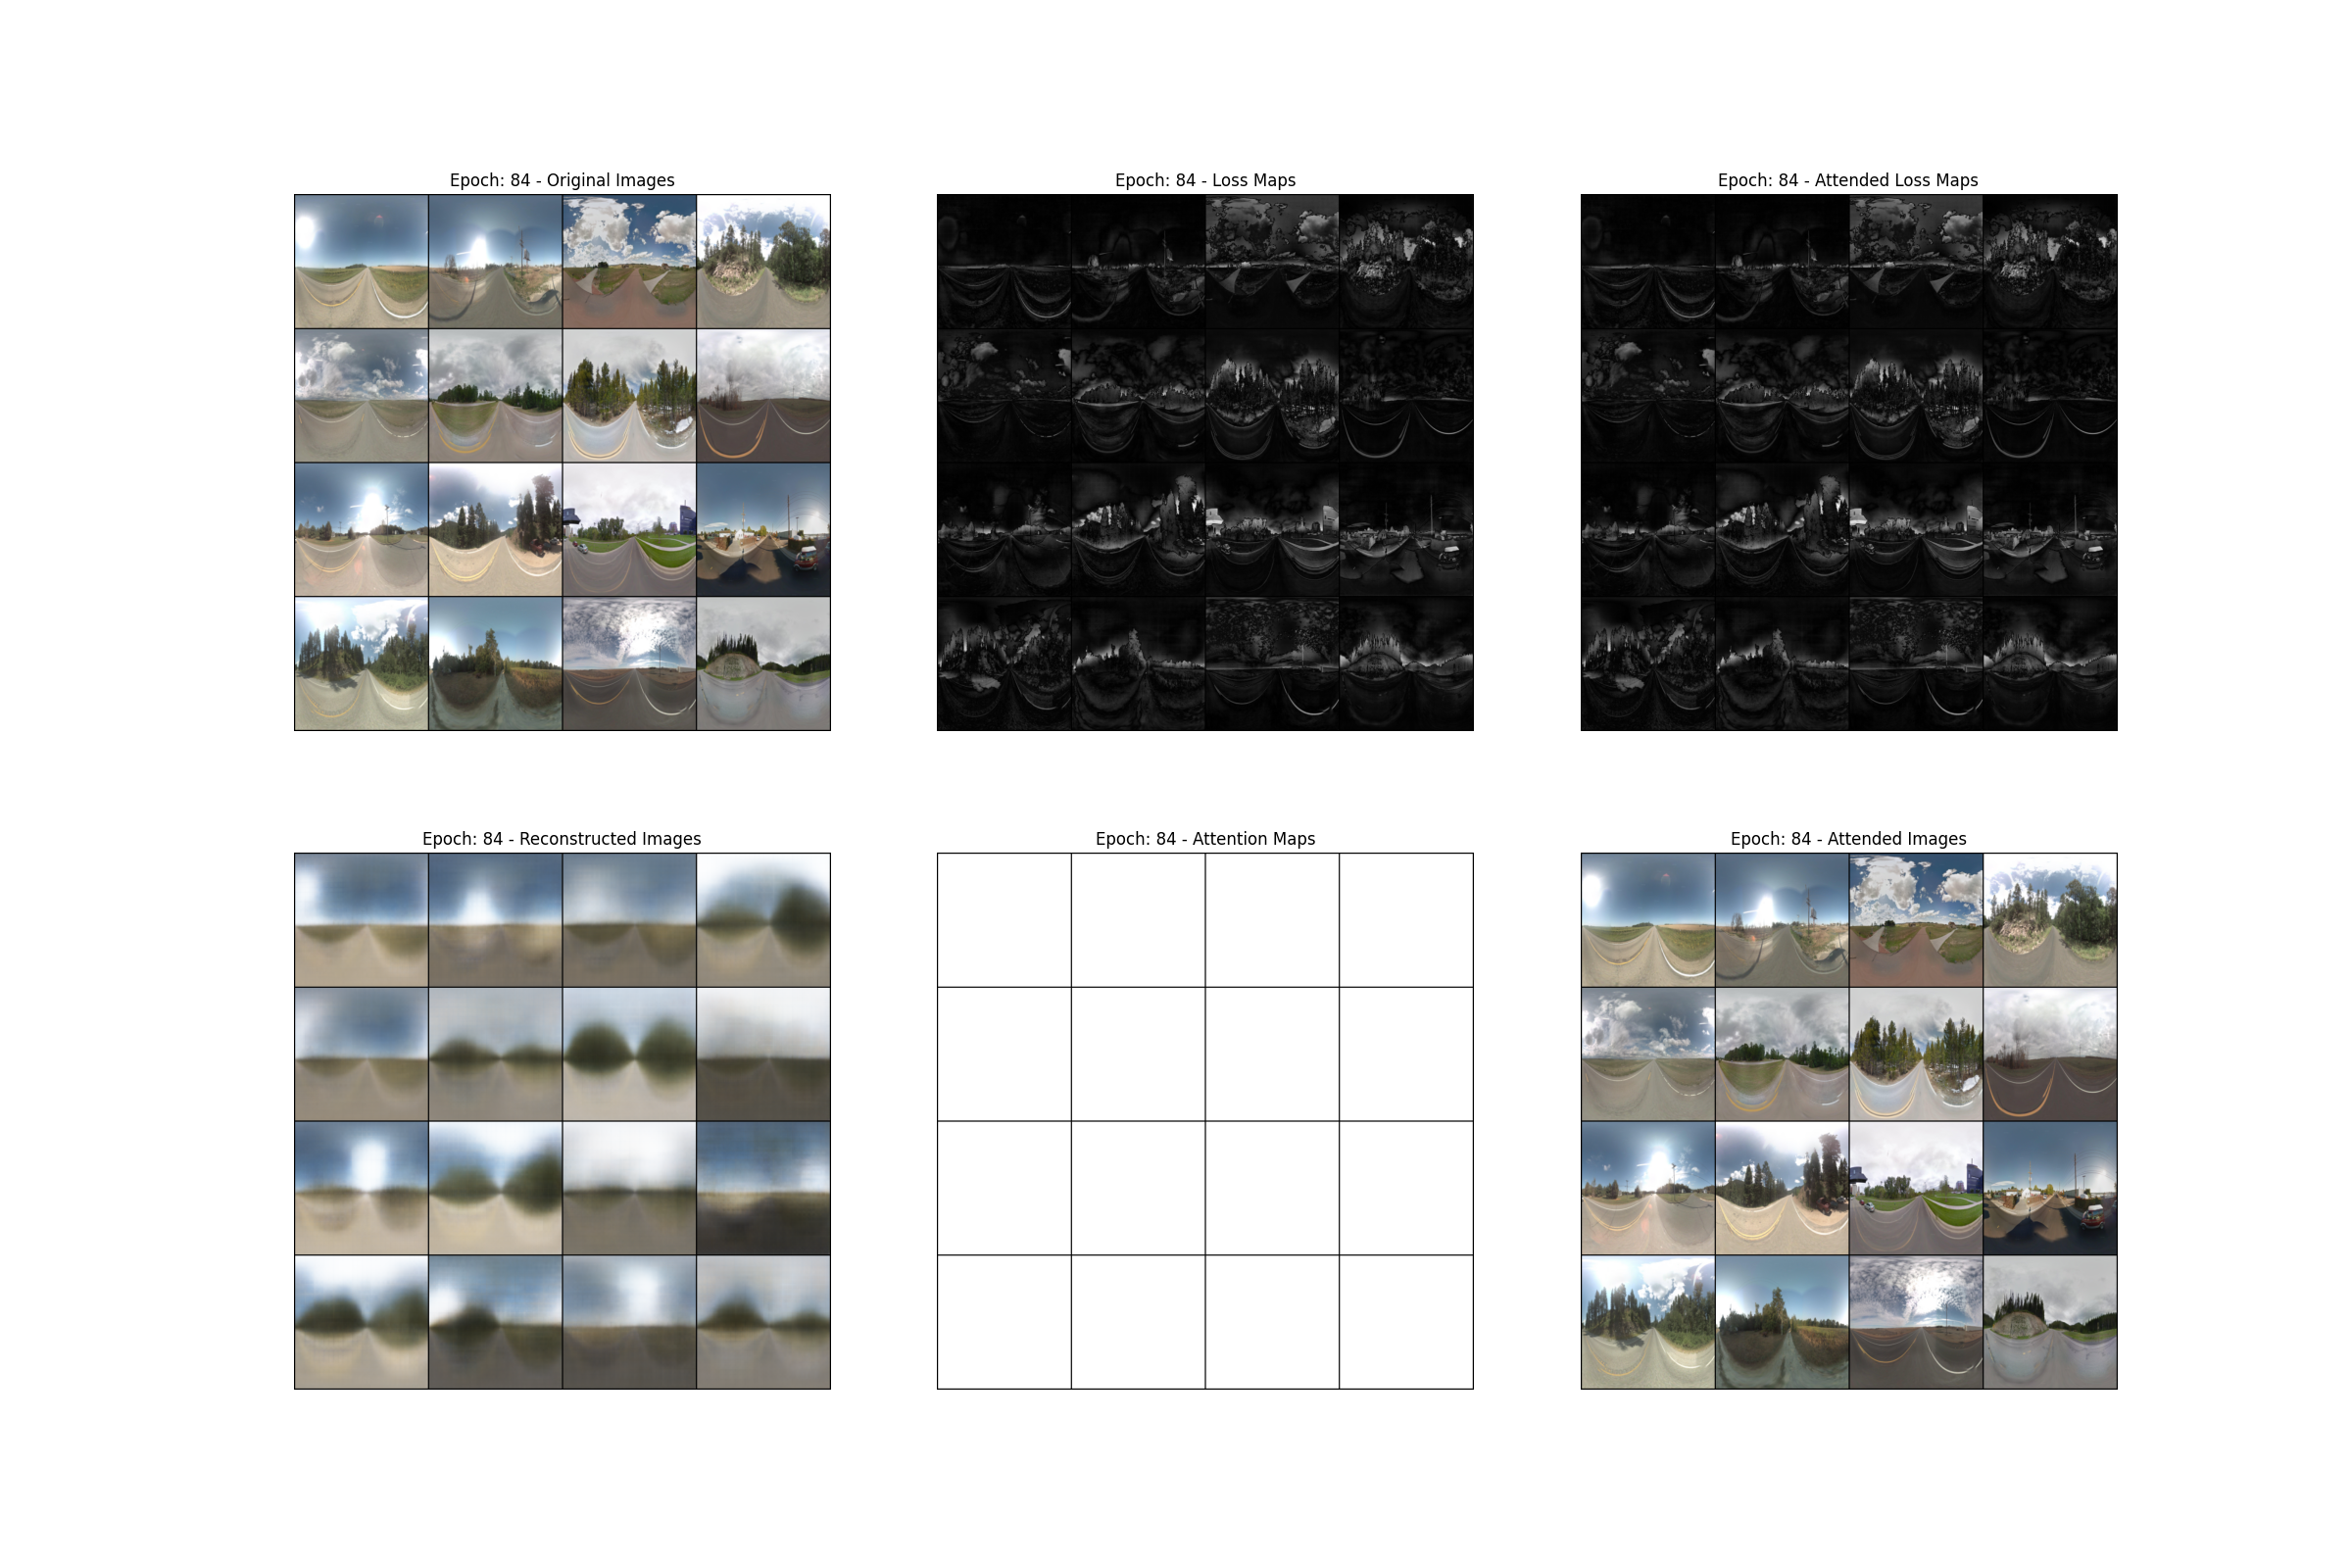 Epoch: 84 - Original Images
Epoch: 84 - Loss Maps
Epoch: 84 - Attended Loss Maps
Epoch: 84 - Reconstructed Images
Epoch: 84 - Attention Maps
Epoch: 84 - Attended Images